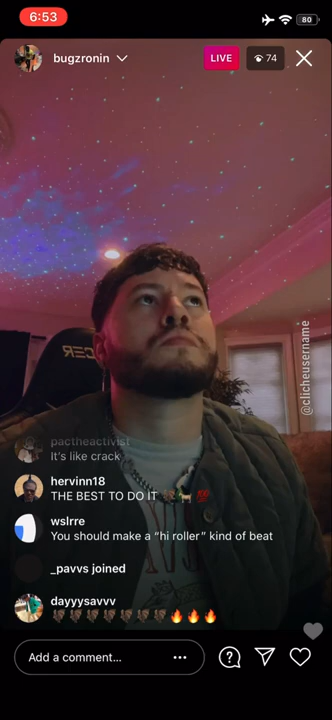 6:53
80
bugzronin
LIVE
74
@clicheusername
pactheactivist
It's like crack
hervinn18
THE BEST TO DO IT
wslrre
You should make a “hi roller” kind of beat
_pavvs joined
dayyysavvv
Add a comment...